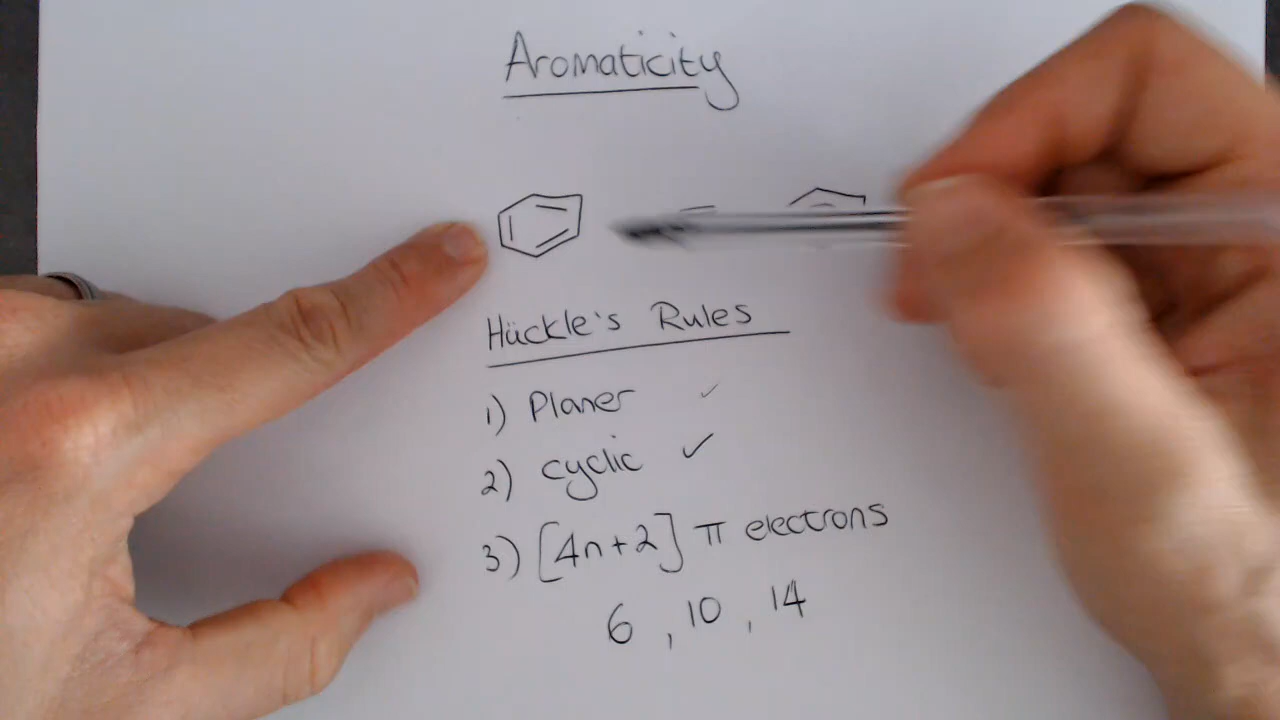 Aromaticity
Hückle's Rules
1) Planer ✓
2) cyclic ✓
3) [4n+2] π electrons
6, 10, 14